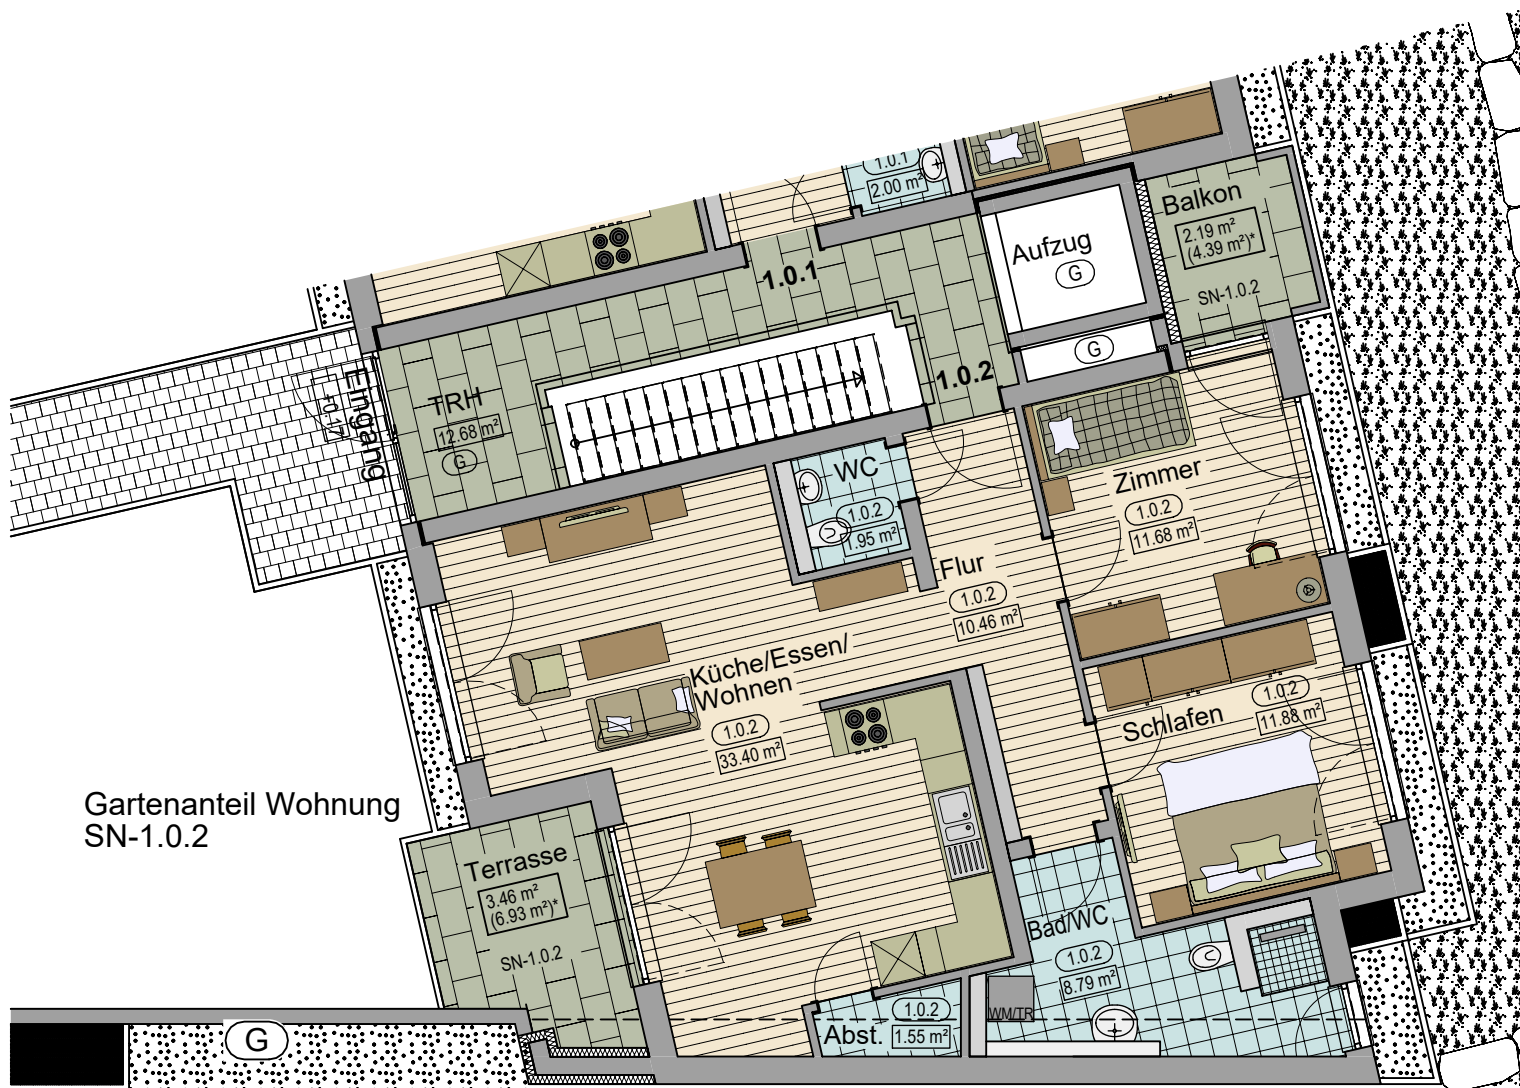 1.0.1
2.00 m²
Balkon
2.19 m²
(4.39 m²)*
SN-1.0.2
Aufzug
G
G
1.0.1
1.0.2
Eingang
+0.17
TRH
12.68 m²
G
WC
1.0.2
1.95 m²
Zimmer
1.0.2
11.68 m²
Flur
1.0.2
10.46 m²
Küche/Essen/
Wohnen
1.0.2
33.40 m²
Schlafen
1.0.2
11.88 m²
Gartenanteil Wohnung
SN-1.0.2
Terrasse
3.46 m²
(6.93 m²)*
SN-1.0.2
Bad/WC
1.0.2
8.79 m²
WM/TR
Abst.
1.0.2
1.55 m²
G